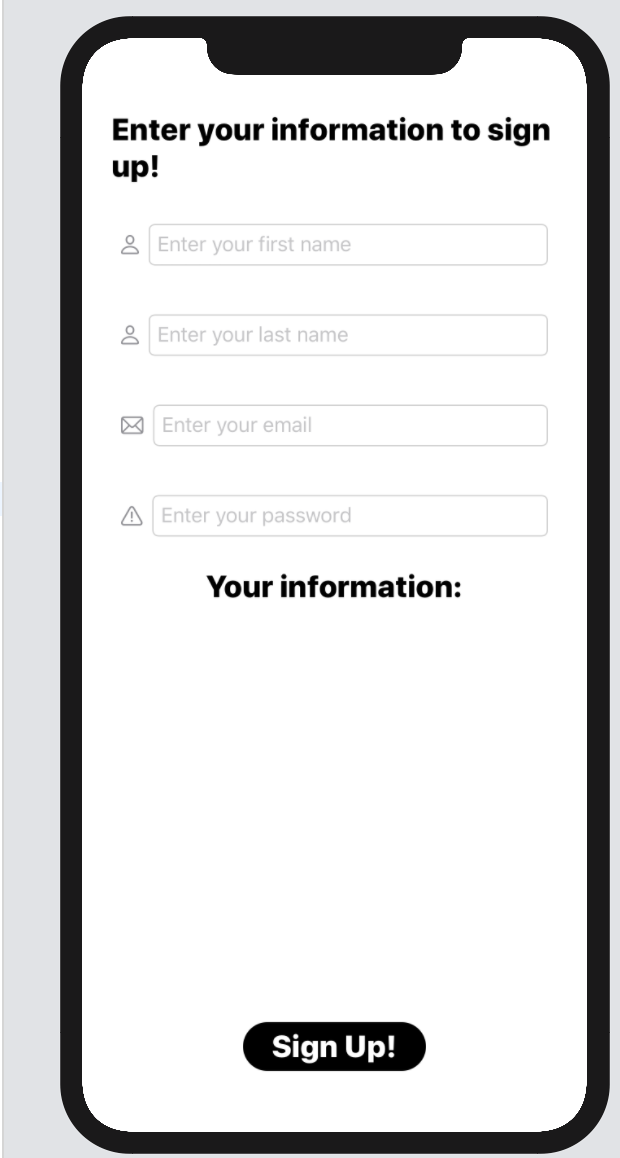 Enter your information to sign
up!
Enter your first name
Enter your last name
Enter your email
Enter your password
Your information:
Sign Up!